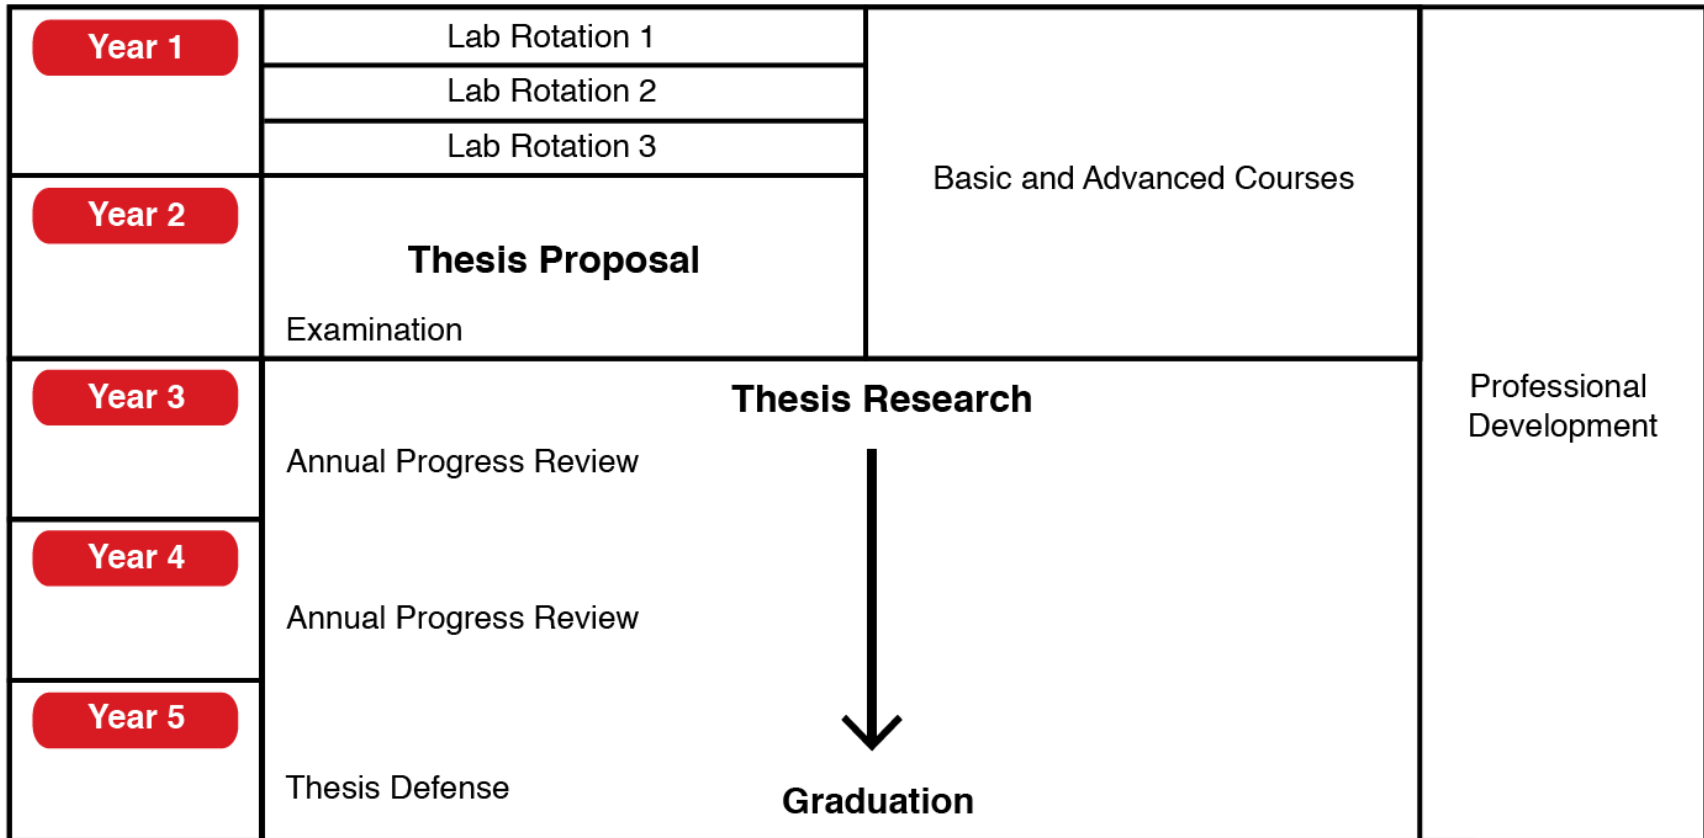 Year 1
Lab Rotation 1
Lab Rotation 2
Lab Rotation 3
Basic and Advanced Courses
Year 2
Thesis Proposal
Examination
Year 3
Thesis Research
Annual Progress Review
Professional
Development
Year 4
Annual Progress Review
Year 5
Thesis Defense
Graduation